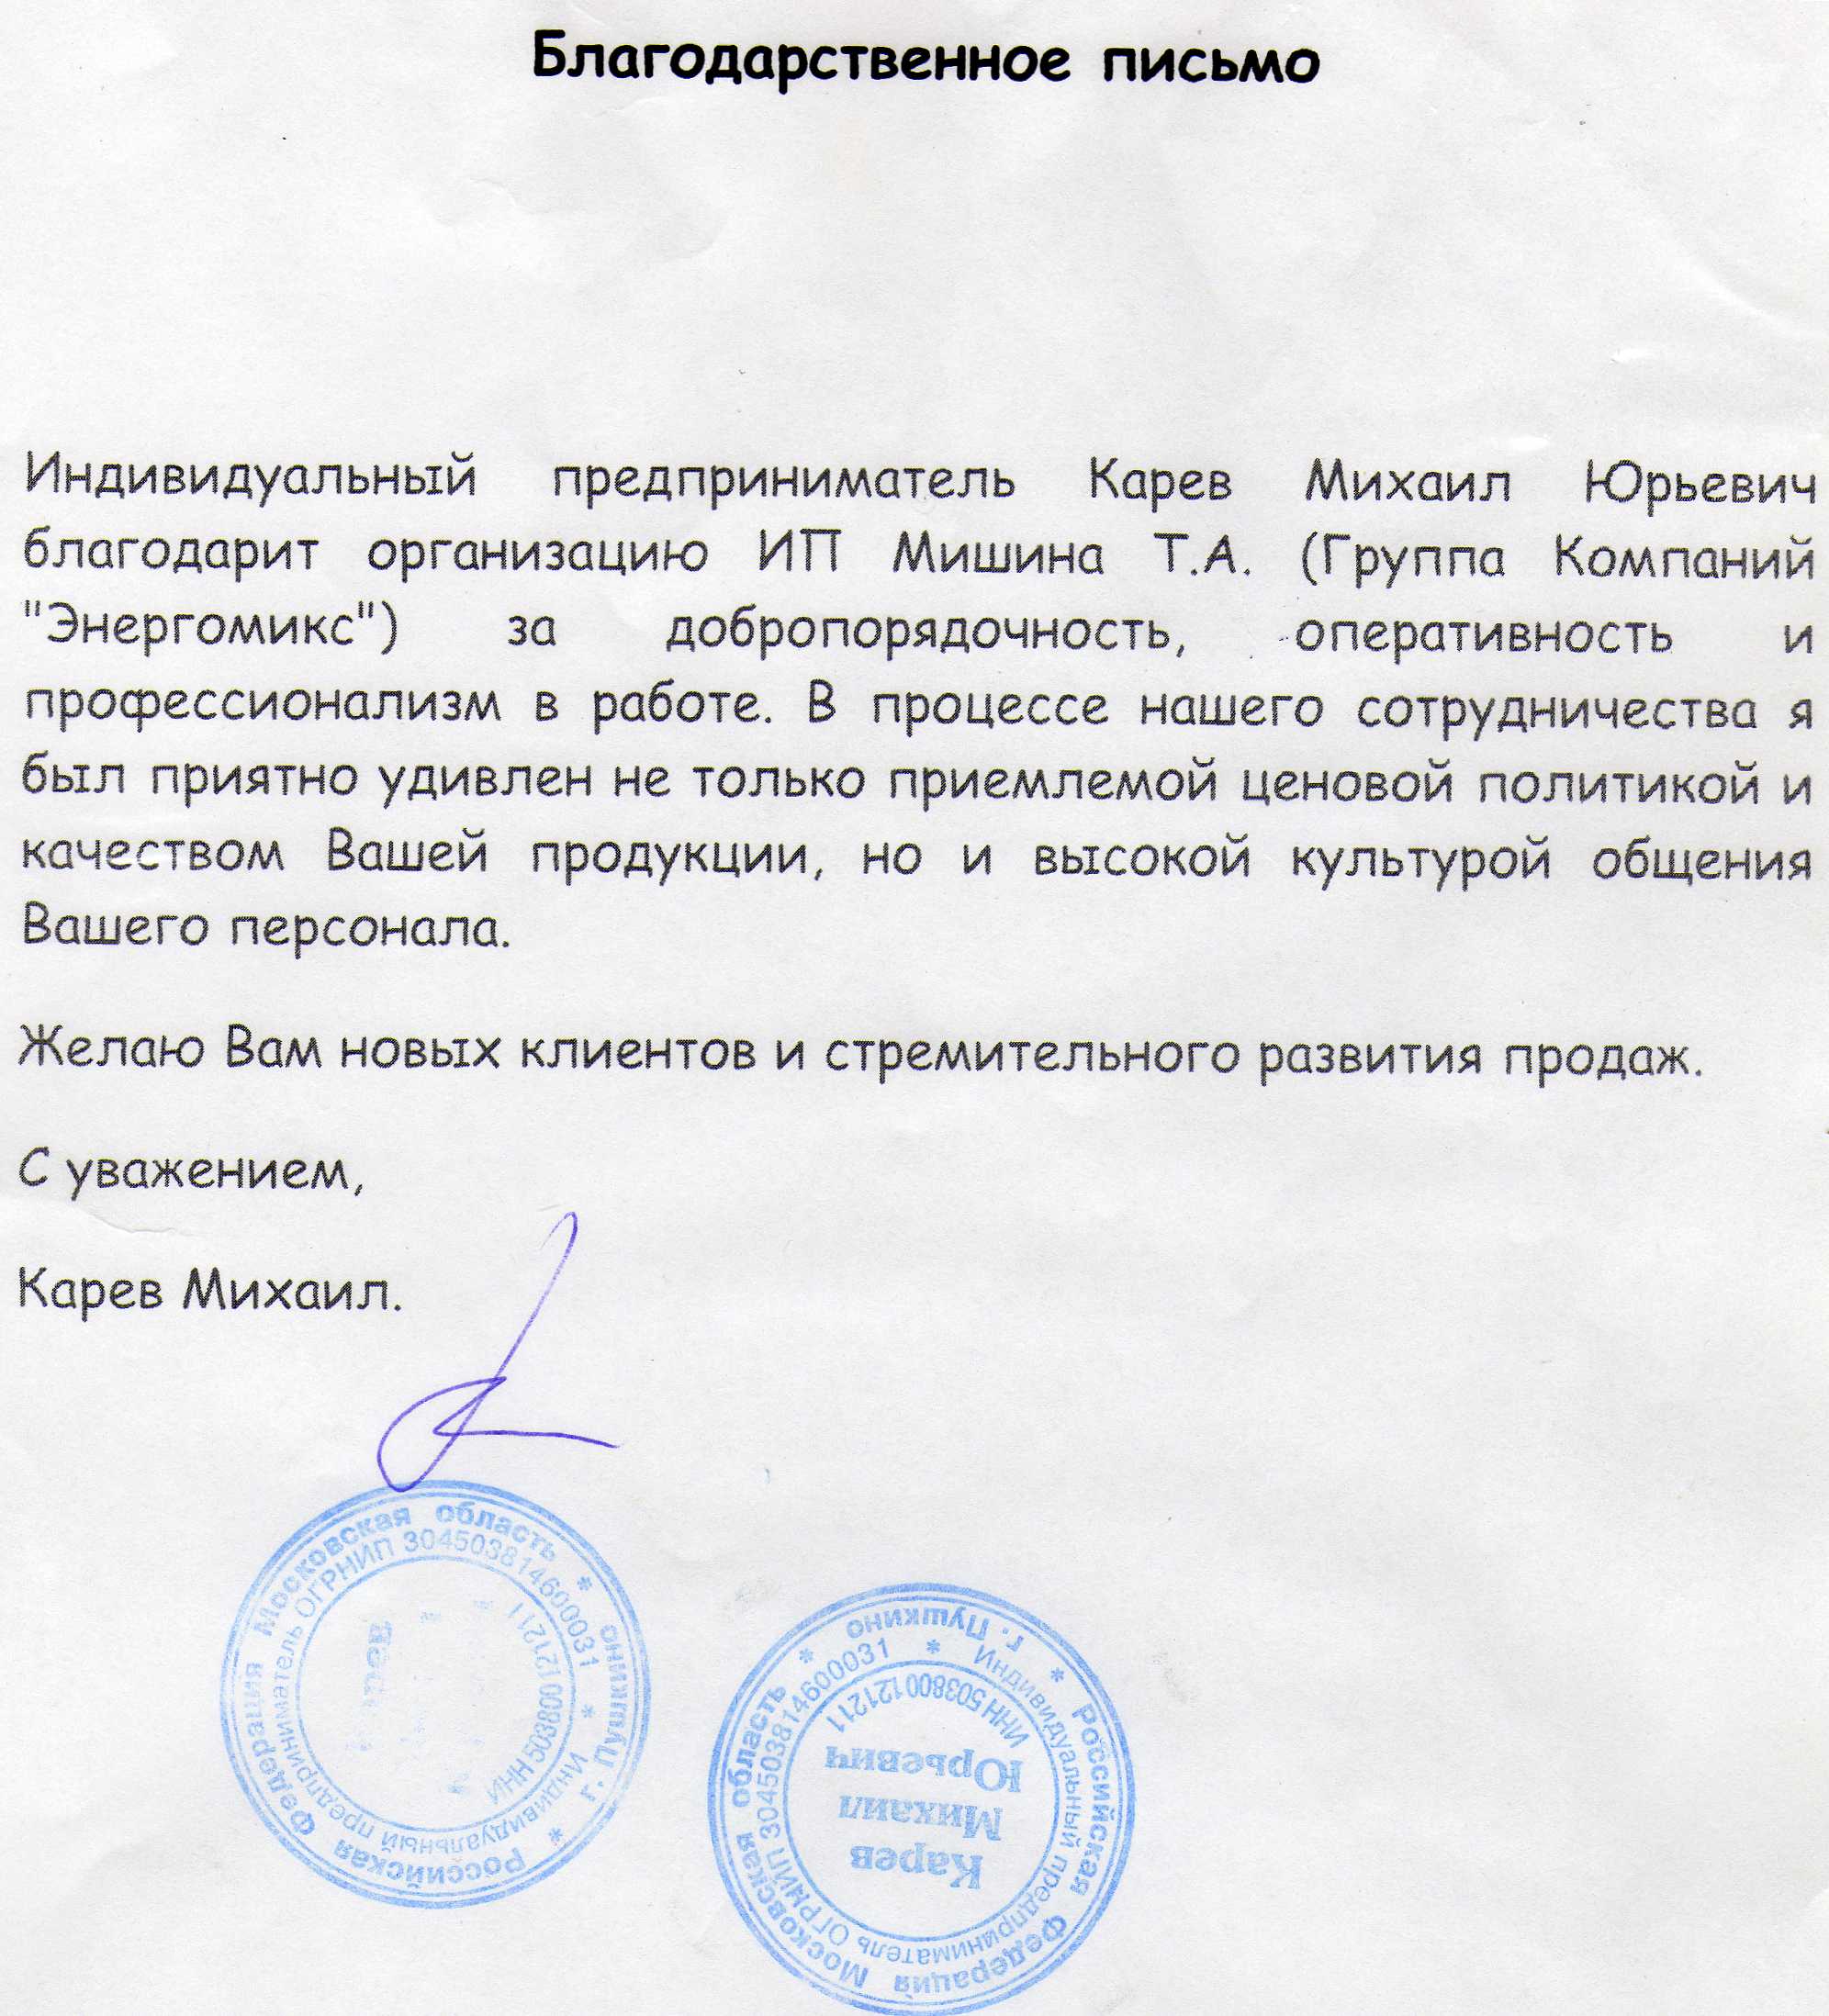 Благодарственное письмо
Индивидуальный предприниматель Карев Михаил Юрьевич
благодарит организацию ИП Мишина Т.А. (Группа Компаний
"Энергомикс") за добропорядочность, оперативность и
профессионализм в работе. В процессе нашего сотрудничества я
был приятно удивлен не только приемлемой ценовой политикой и
качеством Вашей продукции, но и высокой культурой общения
Вашего персонала.
Желаю Вам новых клиентов и стремительного развития продаж.
С уважением,
Карев Михаил.
Российская Федерация Московская область * г. Пушкино *
Индивидуальный предприниматель ОГРНИП 304503814600031 *
ИНН 503800121211
Российская Федерация Московская область * г. Пушкино *
Индивидуальный предприниматель ОГРНИП 304503814600031 *
ИНН 503800121211
Карев
Михаил
Юрьевич